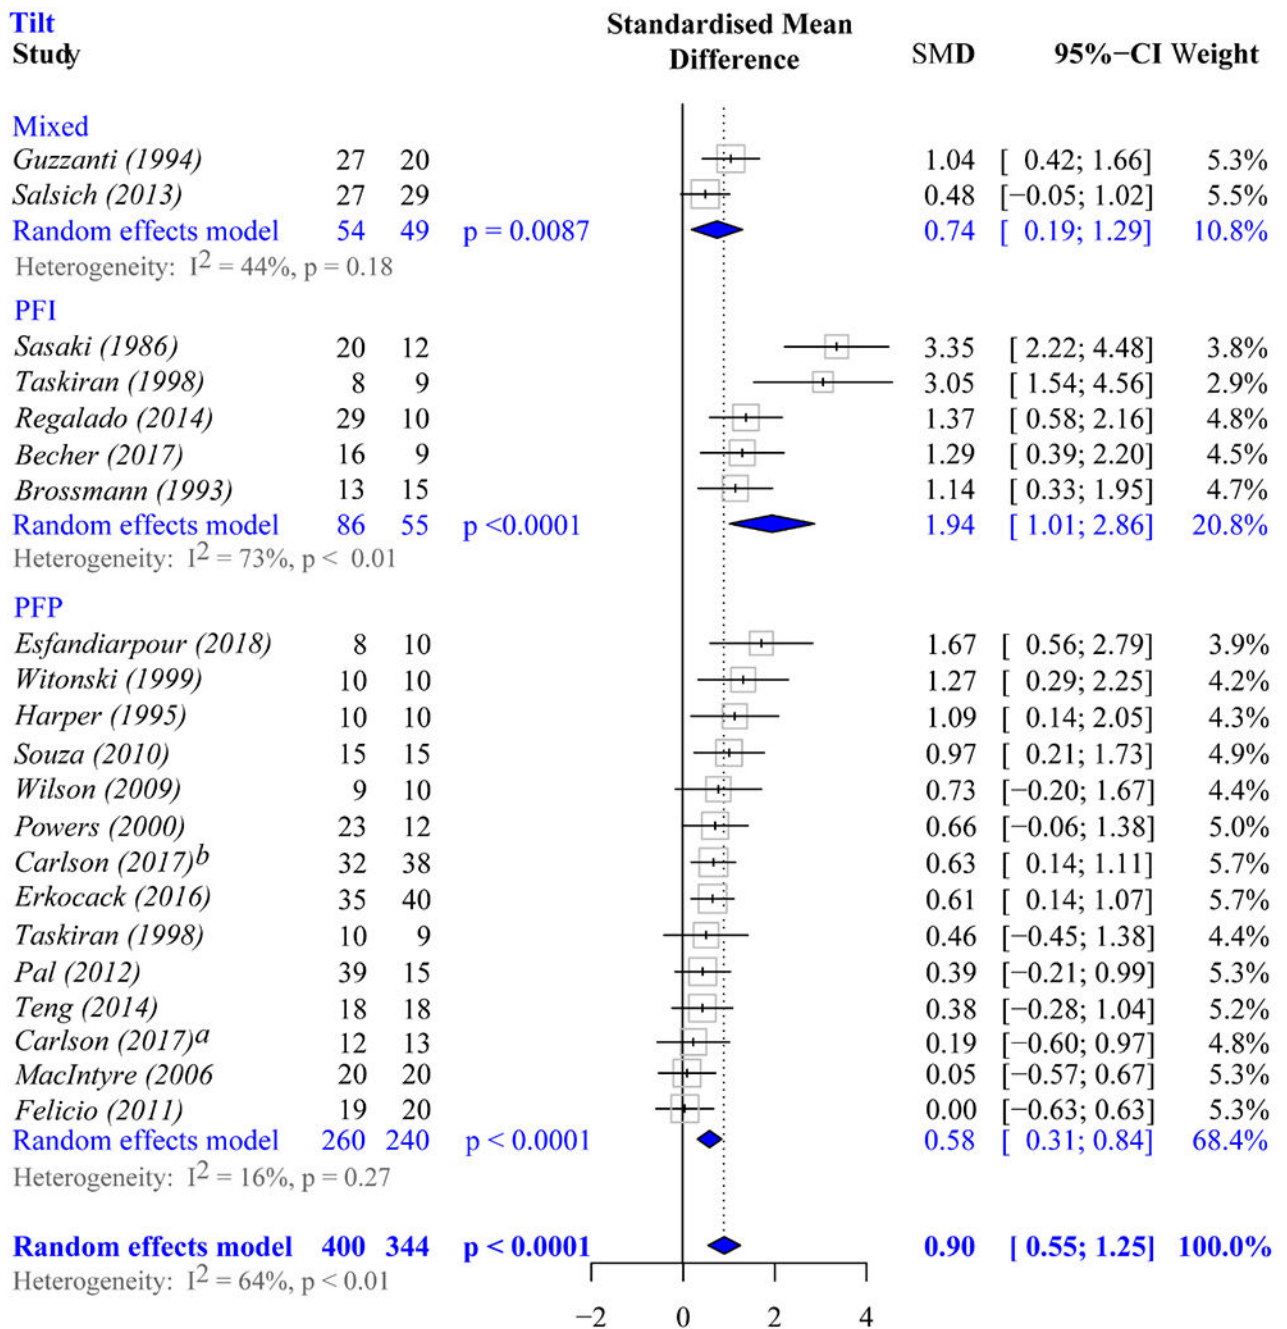 Tilt
Study Standardised Mean Difference SMD 95%−CI Weight
Mixed
Guzzanti (1994) 27 20 1.04 [ 0.42; 1.66] 5.3%
Salsich (2013) 27 29 0.48 [−0.05; 1.02] 5.5%
Random effects model 54 49 p = 0.0087 0.74 [ 0.19; 1.29] 10.8%
Heterogeneity: I2 = 44%, p = 0.18
PFI
Sasaki (1986) 20 12 3.35 [ 2.22; 4.48] 3.8%
Taskiran (1998) 8 9 3.05 [ 1.54; 4.56] 2.9%
Regalado (2014) 29 10 1.37 [ 0.58; 2.16] 4.8%
Becher (2017) 16 9 1.29 [ 0.39; 2.20] 4.5%
Brossmann (1993) 13 15 1.14 [ 0.33; 1.95] 4.7%
Random effects model 86 55 p <0.0001 1.94 [ 1.01; 2.86] 20.8%
Heterogeneity: I2 = 73%, p < 0.01
PFP
Esfandiarpour (2018) 8 10 1.67 [ 0.56; 2.79] 3.9%
Witonski (1999) 10 10 1.27 [ 0.29; 2.25] 4.2%
Harper (1995) 10 10 1.09 [ 0.14; 2.05] 4.3%
Souza (2010) 15 15 0.97 [ 0.21; 1.73] 4.9%
Wilson (2009) 9 10 0.73 [−0.20; 1.67] 4.4%
Powers (2000) 23 12 0.66 [−0.06; 1.38] 5.0%
Carlson (2017)b 32 38 0.63 [ 0.14; 1.11] 5.7%
Erkocack (2016) 35 40 0.61 [ 0.14; 1.07] 5.7%
Taskiran (1998) 10 9 0.46 [−0.45; 1.38] 4.4%
Pal (2012) 39 15 0.39 [−0.21; 0.99] 5.3%
Teng (2014) 18 18 0.38 [−0.28; 1.04] 5.2%
Carlson (2017)a 12 13 0.19 [−0.60; 0.97] 4.8%
MacIntyre (2006 20 20 0.05 [−0.57; 0.67] 5.3%
Felicio (2011) 19 20 0.00 [−0.63; 0.63] 5.3%
Random effects model 260 240 p < 0.0001 0.58 [ 0.31; 0.84] 68.4%
Heterogeneity: I2 = 16%, p = 0.27
Random effects model 400 344 p < 0.0001 0.90 [ 0.55; 1.25] 100.0%
Heterogeneity: I2 = 64%, p < 0.01
−2 0 2 4